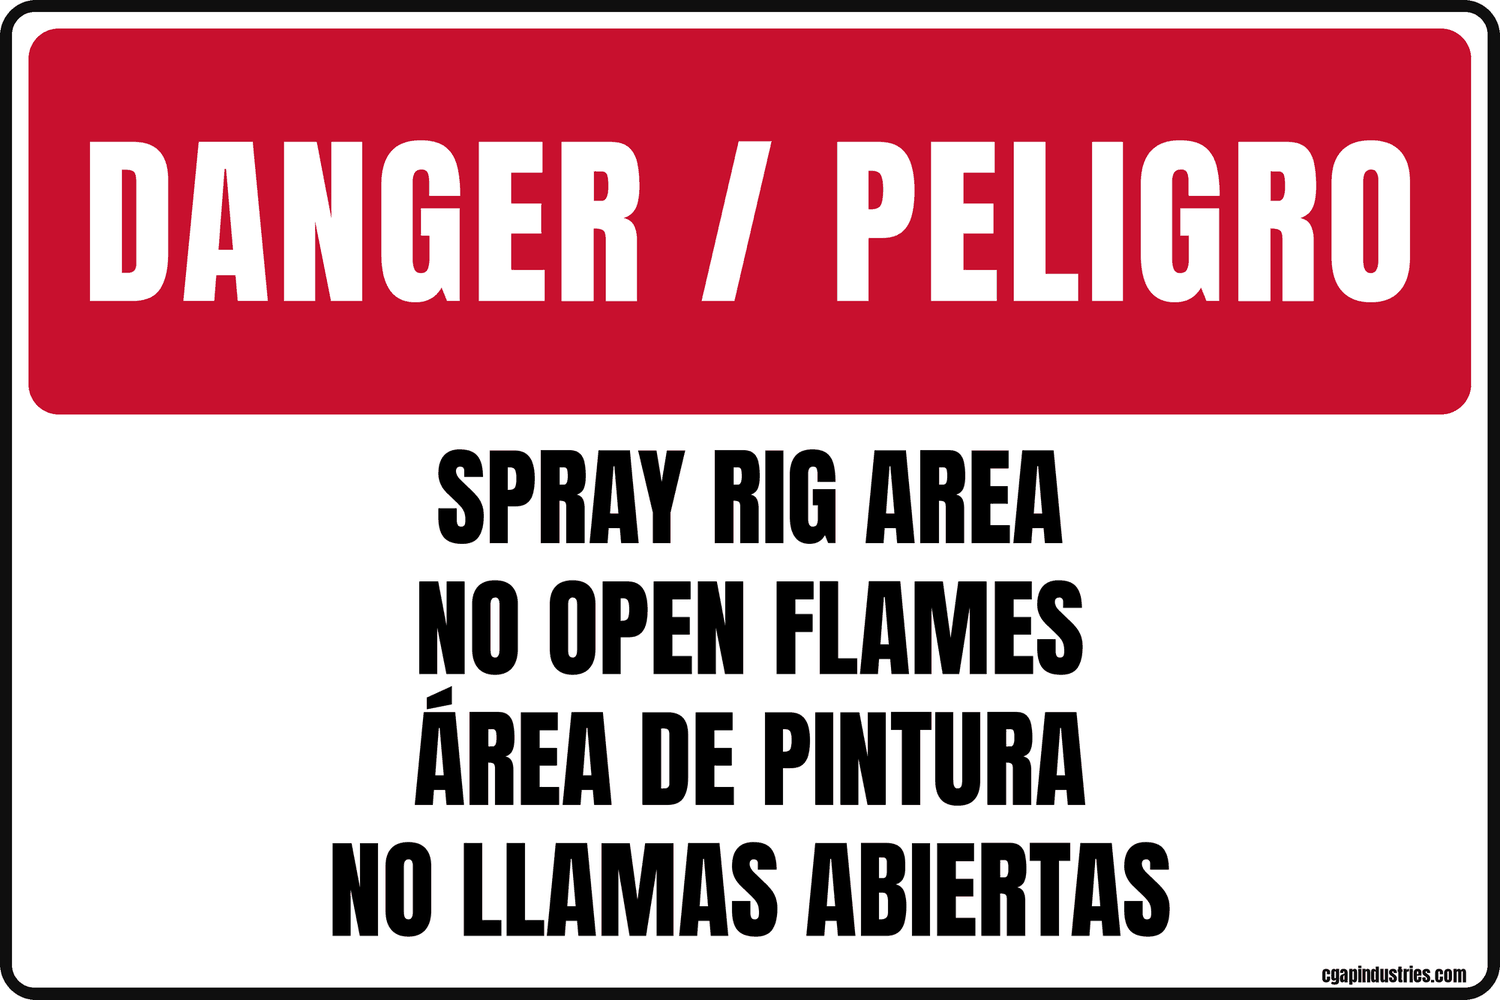 DANGER / PELIGRO
SPRAY RIG AREA
NO OPEN FLAMES
ÁREA DE PINTURA
NO LLAMAS ABIERTAS
cgapindustries.com